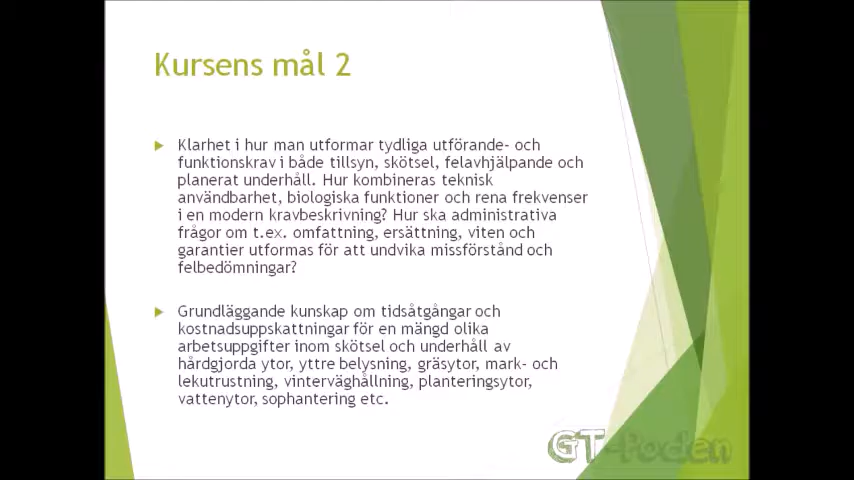 Kursens mål 2
Klarhet i hur man utformar tydliga utförande- och
funktionskrav i både tillsyn, skötsel, felavhjälpande och
planerat underhåll. Hur kombineras teknisk
användbarhet, biologiska funktioner och rena frekvenser
i en modern kravbeskrivning? Hur ska administrativa
frågor om t.ex. omfattning, ersättning, viten och
garantier utformas för att undvika missförstånd och
felbedömningar?
Grundläggande kunskap om tidsåtgångar och
kostnadsuppskattningar för en mängd olika
arbetsuppgifter inom skötsel och underhåll av
hårdgjorda ytor, yttre belysning, gräsytor, mark- och
lekutrustning, vinterväghållning, planteringsytor,
vattenytor, sophantering etc.
GT-Poden